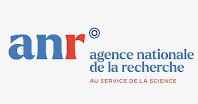 anr
agence nationale
de la recherche
AU SERVICE DE LA SCIENCE